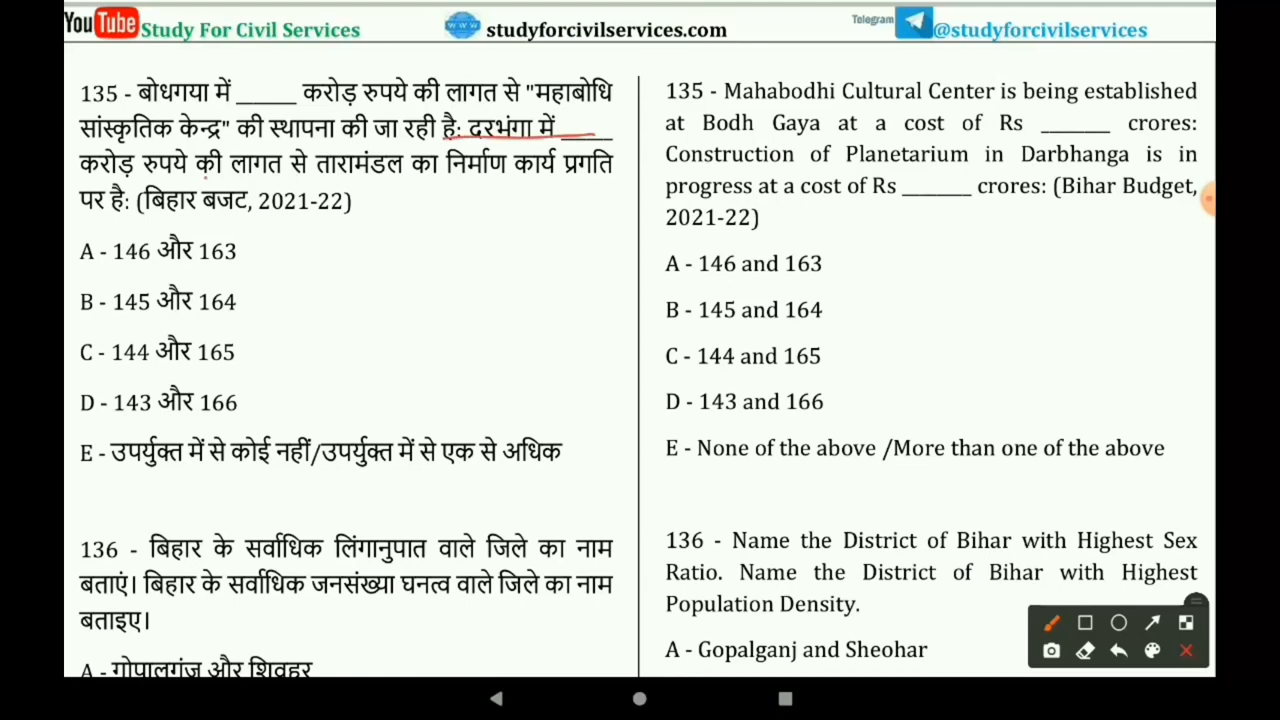 YouTube Study For Civil Services
www studyforcivilservices.com
Telegram @studyforcivilservices
135 - बोधगया में ______ करोड़ रुपये की लागत से "महाबोधि
सांस्कृतिक केन्द्र" की स्थापना की जा रही है: दरभंगा में _____
करोड़ रुपये की लागत से तारामंडल का निर्माण कार्य प्रगति
पर है: (बिहार बजट, 2021-22)
A - 146 और 163
B - 145 और 164
C - 144 और 165
D - 143 और 166
E - उपर्युक्त में से कोई नहीं/उपर्युक्त में से एक से अधिक
136 - बिहार के सर्वाधिक लिंगानुपात वाले जिले का नाम
बताएं। बिहार के सर्वाधिक जनसंख्या घनत्व वाले जिले का नाम
बताइए।
A - गोपालगंज और शिवहर
135 - Mahabodhi Cultural Center is being established
at Bodh Gaya at a cost of Rs _______ crores:
Construction of Planetarium in Darbhanga is in
progress at a cost of Rs _______ crores: (Bihar Budget,
2021-22)
A - 146 and 163
B - 145 and 164
C - 144 and 165
D - 143 and 166
E - None of the above /More than one of the above
136 - Name the District of Bihar with Highest Sex
Ratio. Name the District of Bihar with Highest
Population Density.
A - Gopalganj and Sheohar